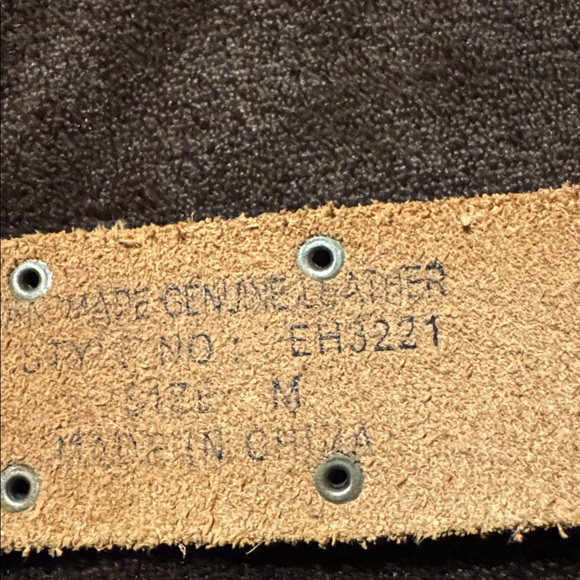 MADE GENUINE LEATHER
STYLE NO: EH3221
SIZE M
MADE IN CHINA